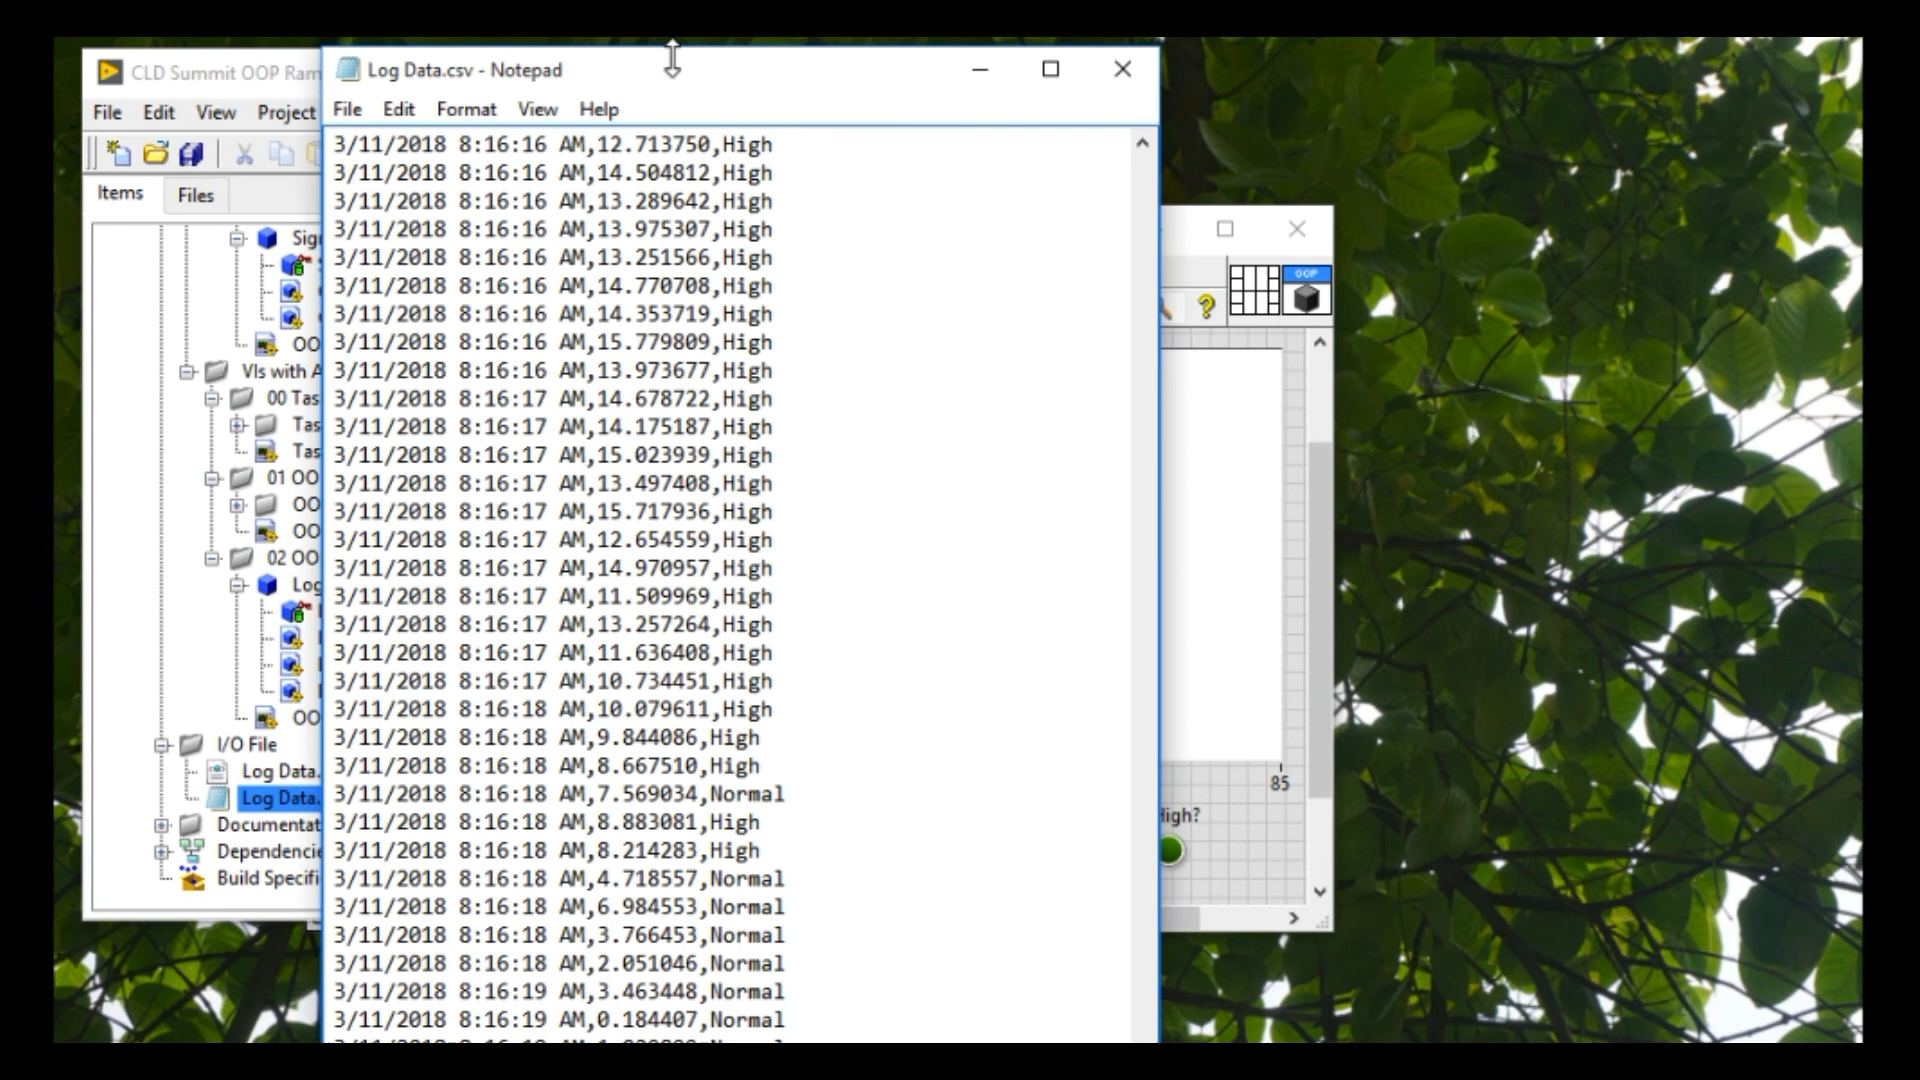 CLD Summit OOP Ram
File Edit View Project
Items Files
Sig
OO
VIs with A
00 Tas
Tas
Tas
01 OO
OO
OO
02 OO
Log
OO
I/O File
Log Data.
Log Data.
Documentat
Dependencie
Build Specifi
Log Data.csv - Notepad
File Edit Format View Help
3/11/2018 8:16:16 AM,12.713750,High
3/11/2018 8:16:16 AM,14.504812,High
3/11/2018 8:16:16 AM,13.289642,High
3/11/2018 8:16:16 AM,13.975307,High
3/11/2018 8:16:16 AM,13.251566,High
3/11/2018 8:16:16 AM,14.770708,High
3/11/2018 8:16:16 AM,14.353719,High
3/11/2018 8:16:16 AM,15.779809,High
3/11/2018 8:16:16 AM,13.973677,High
3/11/2018 8:16:17 AM,14.678722,High
3/11/2018 8:16:17 AM,14.175187,High
3/11/2018 8:16:17 AM,15.023939,High
3/11/2018 8:16:17 AM,13.497408,High
3/11/2018 8:16:17 AM,15.717936,High
3/11/2018 8:16:17 AM,12.654559,High
3/11/2018 8:16:17 AM,14.970957,High
3/11/2018 8:16:17 AM,11.509969,High
3/11/2018 8:16:17 AM,13.257264,High
3/11/2018 8:16:17 AM,11.636408,High
3/11/2018 8:16:17 AM,10.734451,High
3/11/2018 8:16:18 AM,10.079611,High
3/11/2018 8:16:18 AM,9.844086,High
3/11/2018 8:16:18 AM,8.667510,High
3/11/2018 8:16:18 AM,7.569034,Normal
3/11/2018 8:16:18 AM,8.883081,High
3/11/2018 8:16:18 AM,8.214283,High
3/11/2018 8:16:18 AM,4.718557,Normal
3/11/2018 8:16:18 AM,6.984553,Normal
3/11/2018 8:16:18 AM,3.766453,Normal
3/11/2018 8:16:18 AM,2.051046,Normal
3/11/2018 8:16:19 AM,3.463448,Normal
3/11/2018 8:16:19 AM,0.184407,Normal
OOP
85
High?